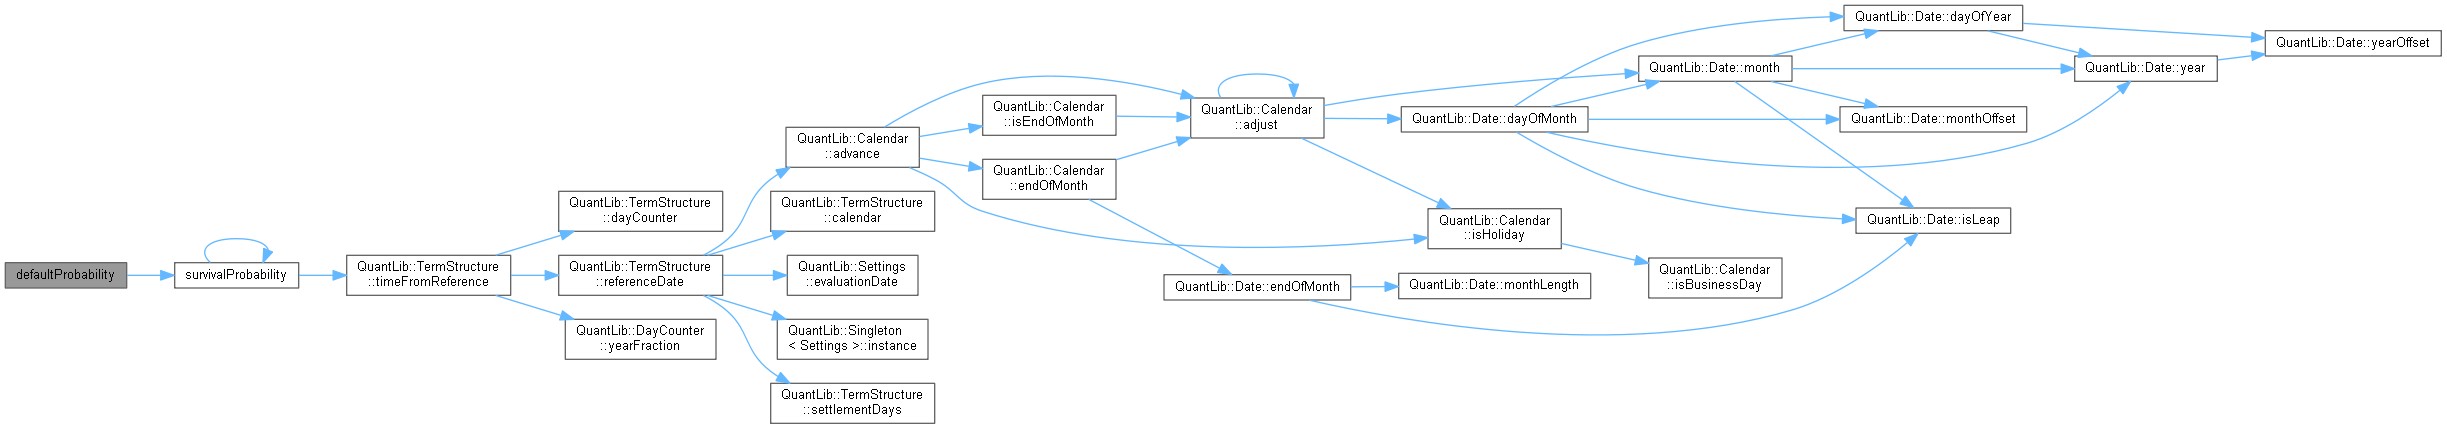 defaultProbability
survivalProbability
QuantLib::TermStructure
::timeFromReference
QuantLib::TermStructure
::dayCounter
QuantLib::TermStructure
::referenceDate
QuantLib::DayCounter
::yearFraction
QuantLib::Calendar
::advance
QuantLib::TermStructure
::calendar
QuantLib::Settings
::evaluationDate
QuantLib::Singleton
< Settings >::instance
QuantLib::TermStructure
::settlementDays
QuantLib::Calendar
::isEndOfMonth
QuantLib::Calendar
::endOfMonth
QuantLib::Calendar
::adjust
QuantLib::Date::endOfMonth
QuantLib::Date::dayOfMonth
QuantLib::Calendar
::isHoliday
QuantLib::Date::monthLength
QuantLib::Date::month
QuantLib::Calendar
::isBusinessDay
QuantLib::Date::dayOfYear
QuantLib::Date::monthOffset
QuantLib::Date::isLeap
QuantLib::Date::year
QuantLib::Date::yearOffset